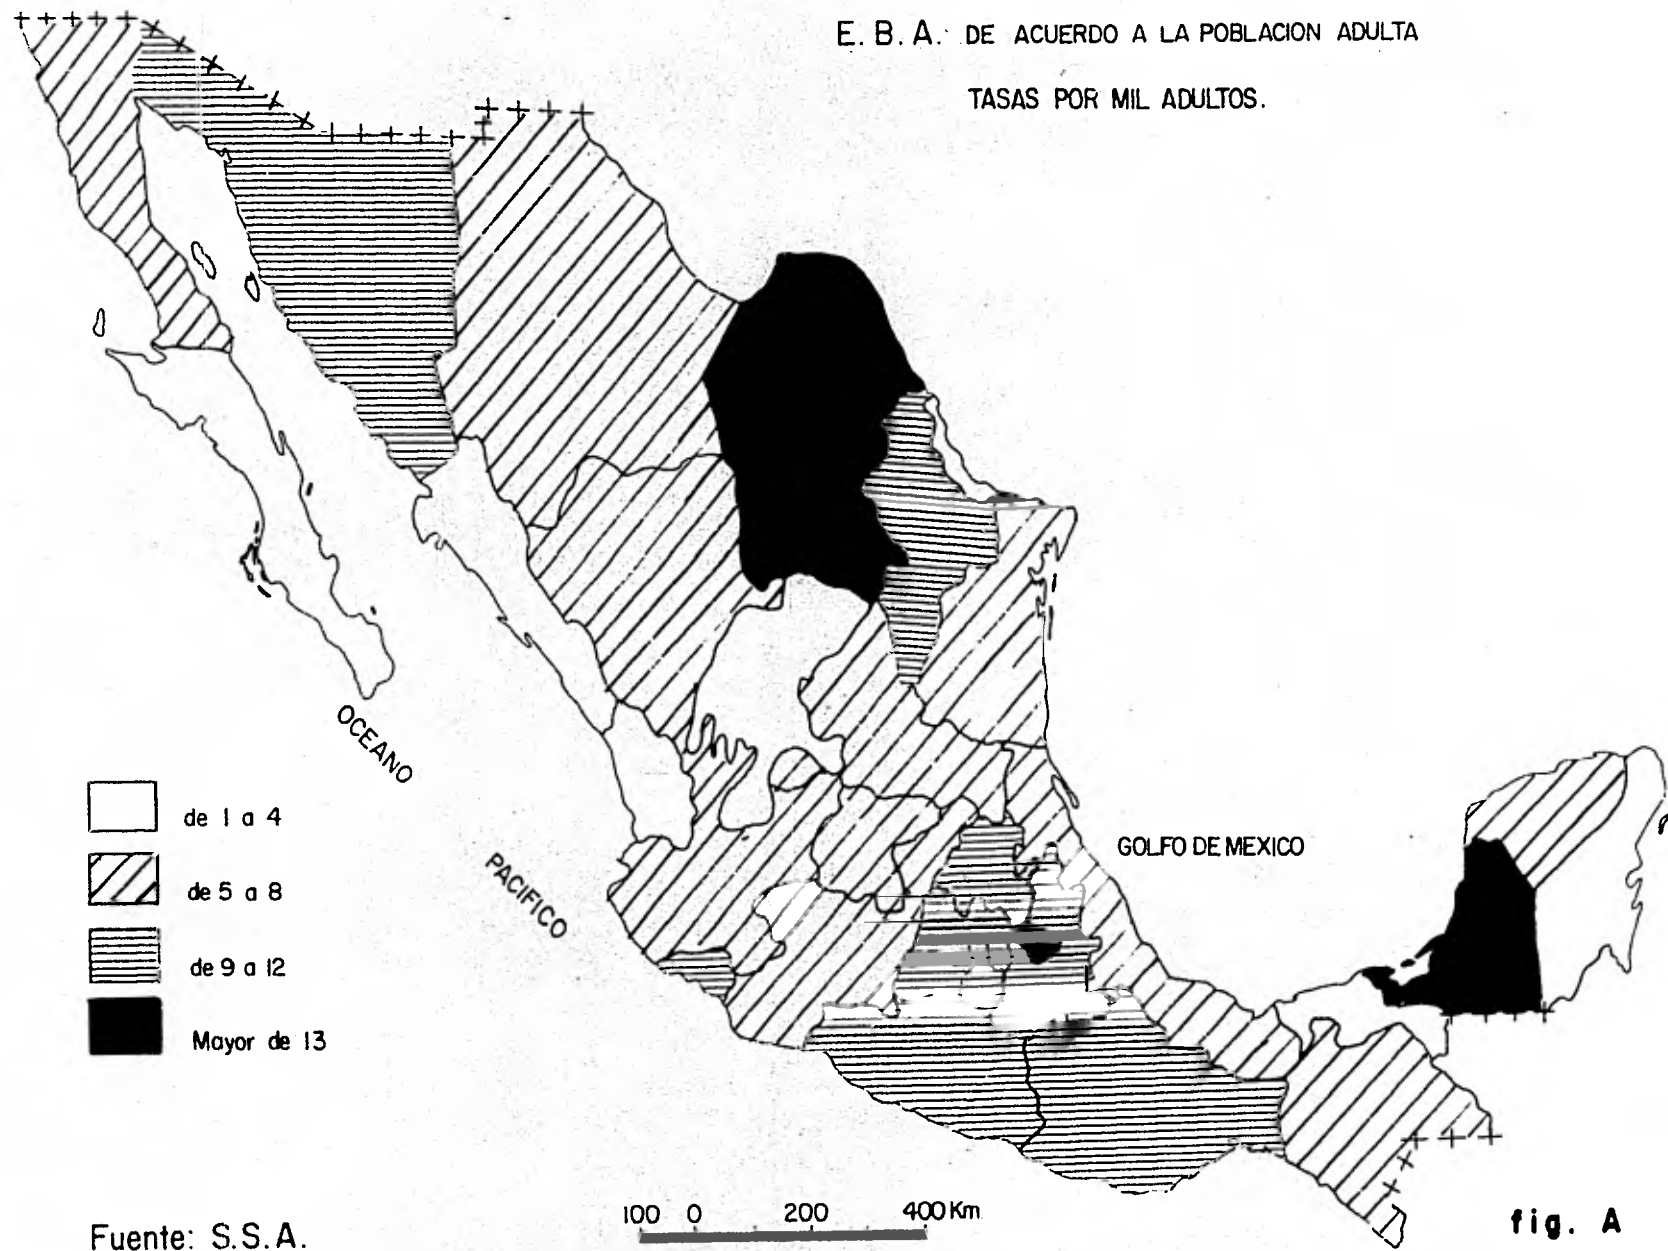 E. B. A. DE ACUERDO A LA POBLACION ADULTA
TASAS POR MIL ADULTOS.
OCEANO
PACIFICO
GOLFO DE MEXICO
de 1 a 4
de 5 a 8
de 9 a 12
Mayor de 13
100 0 200 400 Km
Fuente: S.S.A.
fig. A